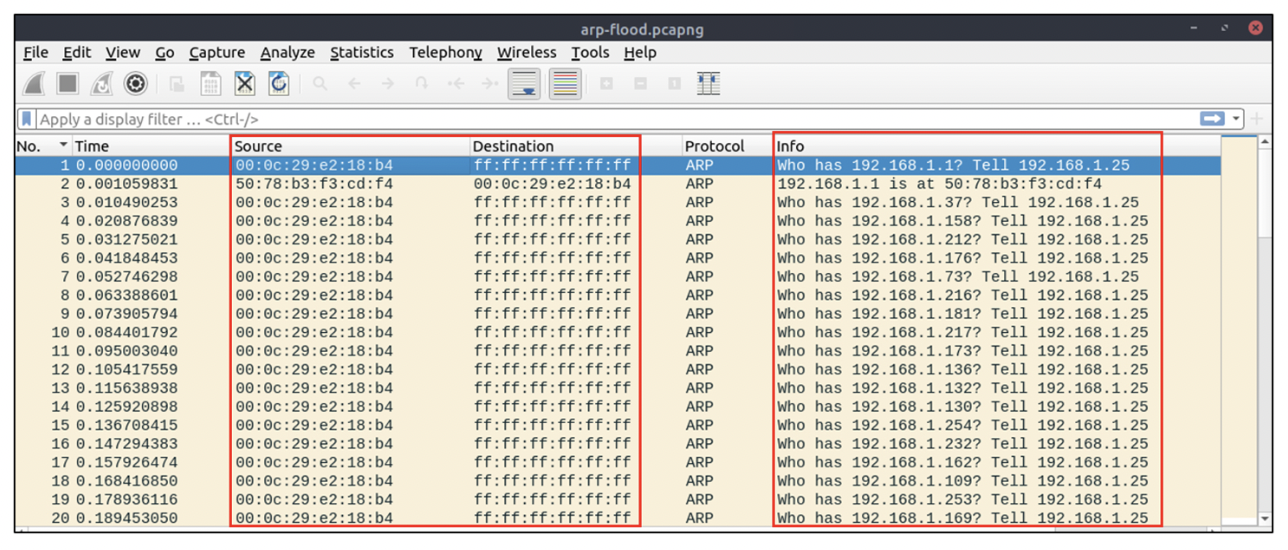 arp-flood.pcapng
File Edit View Go Capture Analyze Statistics Telephony Wireless Tools Help
Apply a display filter … <Ctrl-/>
No. Time Source Destination Protocol Info
1 0.000000000 00:0c:29:e2:18:b4 ff:ff:ff:ff:ff:ff ARP Who has 192.168.1.1? Tell 192.168.1.25
2 0.001059831 50:78:b3:f3:cd:f4 00:0c:29:e2:18:b4 ARP 192.168.1.1 is at 50:78:b3:f3:cd:f4
3 0.010490253 00:0c:29:e2:18:b4 ff:ff:ff:ff:ff:ff ARP Who has 192.168.1.37? Tell 192.168.1.25
4 0.020876839 00:0c:29:e2:18:b4 ff:ff:ff:ff:ff:ff ARP Who has 192.168.1.158? Tell 192.168.1.25
5 0.031275021 00:0c:29:e2:18:b4 ff:ff:ff:ff:ff:ff ARP Who has 192.168.1.212? Tell 192.168.1.25
6 0.041848453 00:0c:29:e2:18:b4 ff:ff:ff:ff:ff:ff ARP Who has 192.168.1.176? Tell 192.168.1.25
7 0.052746298 00:0c:29:e2:18:b4 ff:ff:ff:ff:ff:ff ARP Who has 192.168.1.73? Tell 192.168.1.25
8 0.063388601 00:0c:29:e2:18:b4 ff:ff:ff:ff:ff:ff ARP Who has 192.168.1.216? Tell 192.168.1.25
9 0.073905794 00:0c:29:e2:18:b4 ff:ff:ff:ff:ff:ff ARP Who has 192.168.1.181? Tell 192.168.1.25
10 0.084401792 00:0c:29:e2:18:b4 ff:ff:ff:ff:ff:ff ARP Who has 192.168.1.217? Tell 192.168.1.25
11 0.095003040 00:0c:29:e2:18:b4 ff:ff:ff:ff:ff:ff ARP Who has 192.168.1.173? Tell 192.168.1.25
12 0.105417559 00:0c:29:e2:18:b4 ff:ff:ff:ff:ff:ff ARP Who has 192.168.1.136? Tell 192.168.1.25
13 0.115638938 00:0c:29:e2:18:b4 ff:ff:ff:ff:ff:ff ARP Who has 192.168.1.132? Tell 192.168.1.25
14 0.125920898 00:0c:29:e2:18:b4 ff:ff:ff:ff:ff:ff ARP Who has 192.168.1.130? Tell 192.168.1.25
15 0.136708415 00:0c:29:e2:18:b4 ff:ff:ff:ff:ff:ff ARP Who has 192.168.1.254? Tell 192.168.1.25
16 0.147294383 00:0c:29:e2:18:b4 ff:ff:ff:ff:ff:ff ARP Who has 192.168.1.232? Tell 192.168.1.25
17 0.157926474 00:0c:29:e2:18:b4 ff:ff:ff:ff:ff:ff ARP Who has 192.168.1.162? Tell 192.168.1.25
18 0.168416850 00:0c:29:e2:18:b4 ff:ff:ff:ff:ff:ff ARP Who has 192.168.1.109? Tell 192.168.1.25
19 0.178936116 00:0c:29:e2:18:b4 ff:ff:ff:ff:ff:ff ARP Who has 192.168.1.253? Tell 192.168.1.25
20 0.189453050 00:0c:29:e2:18:b4 ff:ff:ff:ff:ff:ff ARP Who has 192.168.1.169? Tell 192.168.1.25